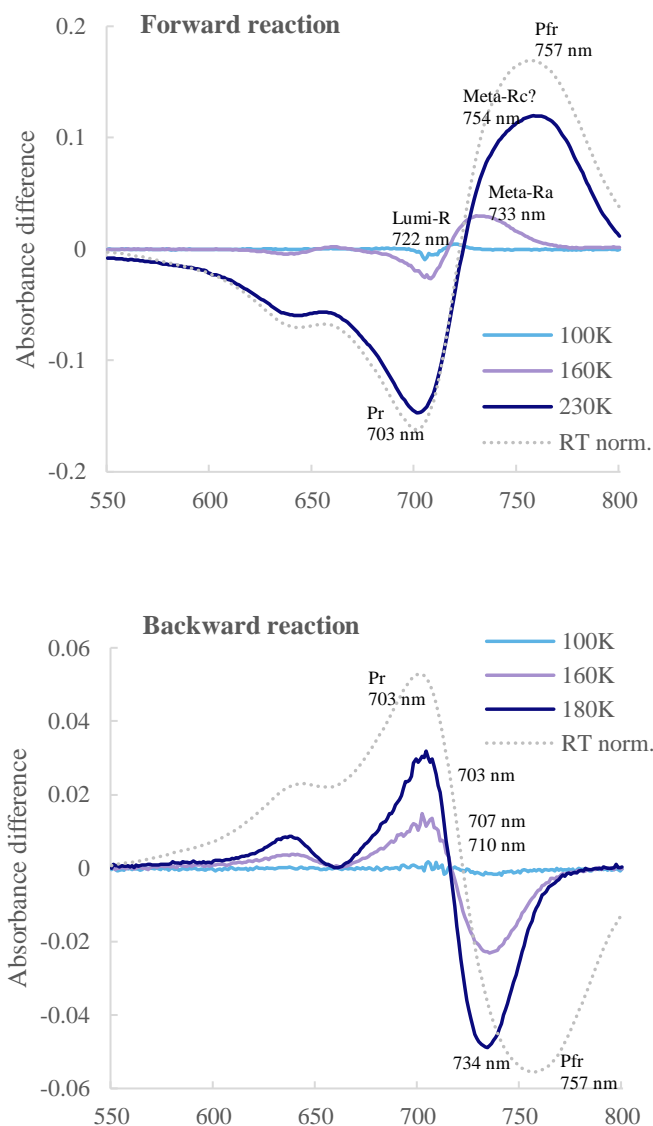 Forward reaction
Pfr
757 nm
Meta-Rc?
754 nm
Meta-Ra
733 nm
Lumi-R
722 nm
Pr
703 nm
Absorbance difference
0.2
0.1
0
-0.1
-0.2
550
600
650
700
750
800
100K
160K
230K
RT norm.
Backward reaction
Pr
703 nm
703 nm
707 nm
710 nm
734 nm
Pfr
757 nm
Absorbance difference
0.06
0.04
0.02
0
-0.02
-0.04
-0.06
550
600
650
700
750
800
100K
160K
180K
RT norm.